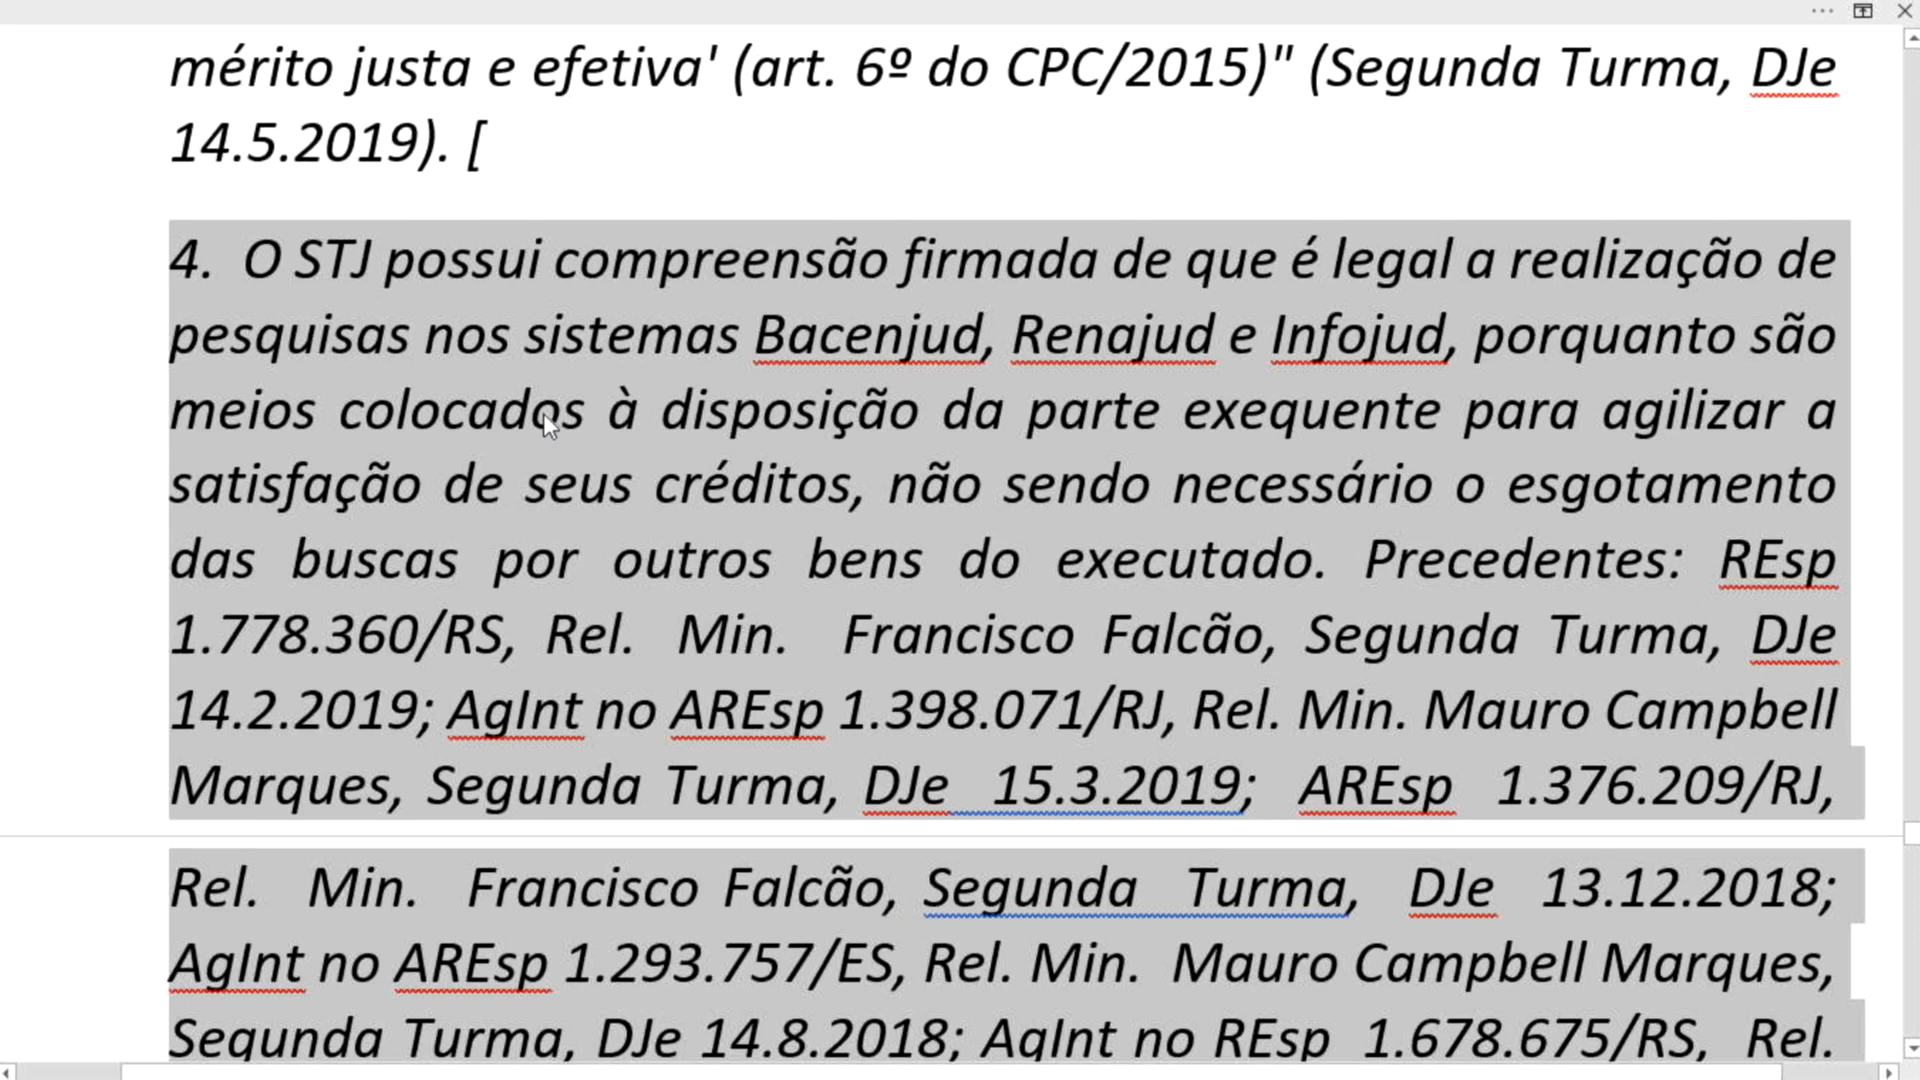 mérito justa e efetiva' (art. 6º do CPC/2015)" (Segunda Turma, DJe
14.5.2019). [
4. O STJ possui compreensão firmada de que é legal a realização de
pesquisas nos sistemas Bacenjud, Renajud e Infojud, porquanto são
meios colocados à disposição da parte exequente para agilizar a
satisfação de seus créditos, não sendo necessário o esgotamento
das buscas por outros bens do executado. Precedentes: REsp
1.778.360/RS, Rel. Min. Francisco Falcão, Segunda Turma, DJe
14.2.2019; AgInt no AREsp 1.398.071/RJ, Rel. Min. Mauro Campbell
Marques, Segunda Turma, DJe 15.3.2019; AREsp 1.376.209/RJ,
Rel. Min. Francisco Falcão, Segunda Turma, DJe 13.12.2018;
AgInt no AREsp 1.293.757/ES, Rel. Min. Mauro Campbell Marques,
Segunda Turma, DJe 14.8.2018; AgInt no REsp 1.678.675/RS, Rel.